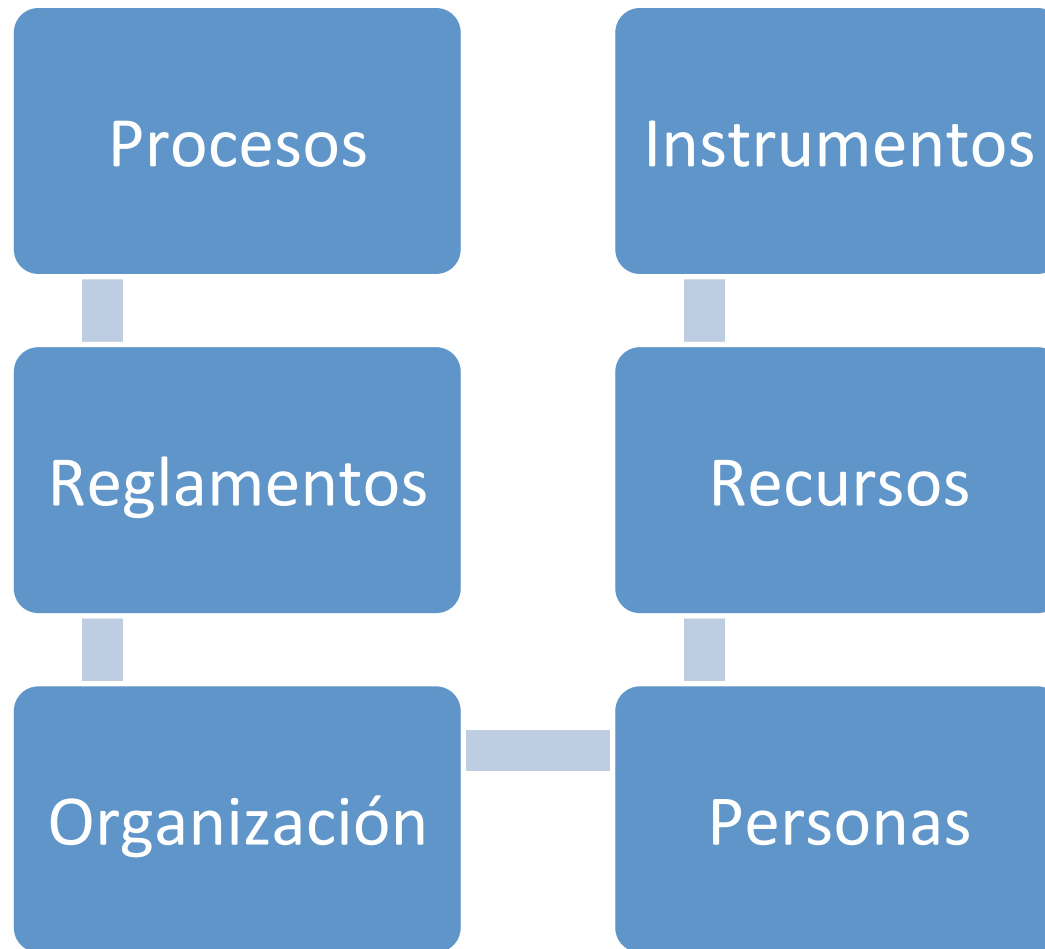 Procesos
Reglamentos
Organización
Personas
Recursos
Instrumentos